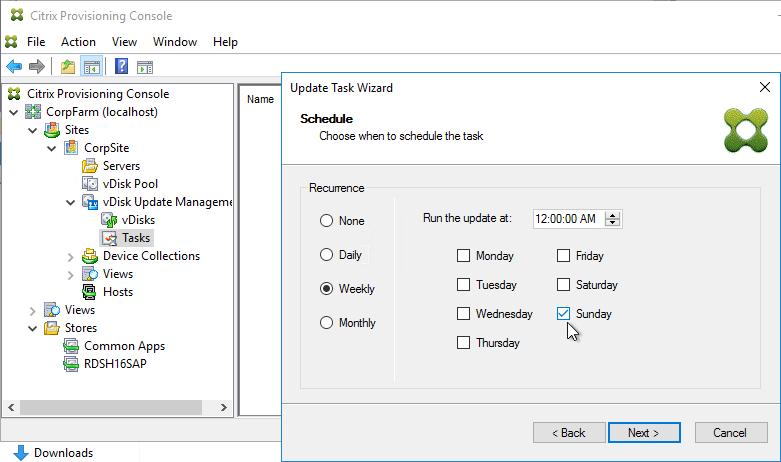 Citrix Provisioning Console
File Action View Window Help
Citrix Provisioning Console
CorpFarm (localhost)
Sites
CorpSite
Servers
vDisk Pool
vDisk Update Manageme
vDisks
Tasks
Device Collections
Views
Hosts
Views
Stores
Common Apps
RDSH16SAP
Downloads
Name
Update Task Wizard
Schedule
Choose when to schedule the task
Recurrence
None
Daily
Weekly
Monthly
Run the update at: 12:00:00 AM
Monday Friday
Tuesday Saturday
Wednesday Sunday
Thursday
< Back Next > Cancel